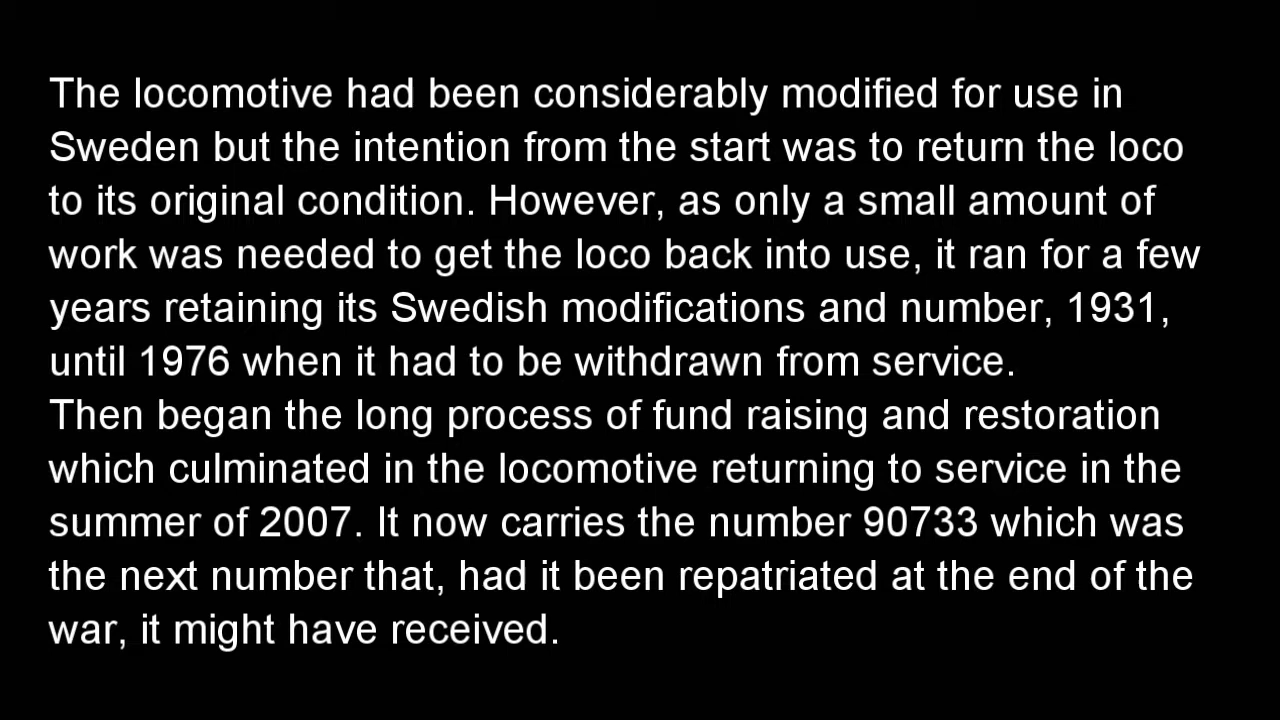 The locomotive had been considerably modified for use in
Sweden but the intention from the start was to return the loco
to its original condition. However, as only a small amount of
work was needed to get the loco back into use, it ran for a few
years retaining its Swedish modifications and number, 1931,
until 1976 when it had to be withdrawn from service.
Then began the long process of fund raising and restoration
which culminated in the locomotive returning to service in the
summer of 2007. It now carries the number 90733 which was
the next number that, had it been repatriated at the end of the
war, it might have received.